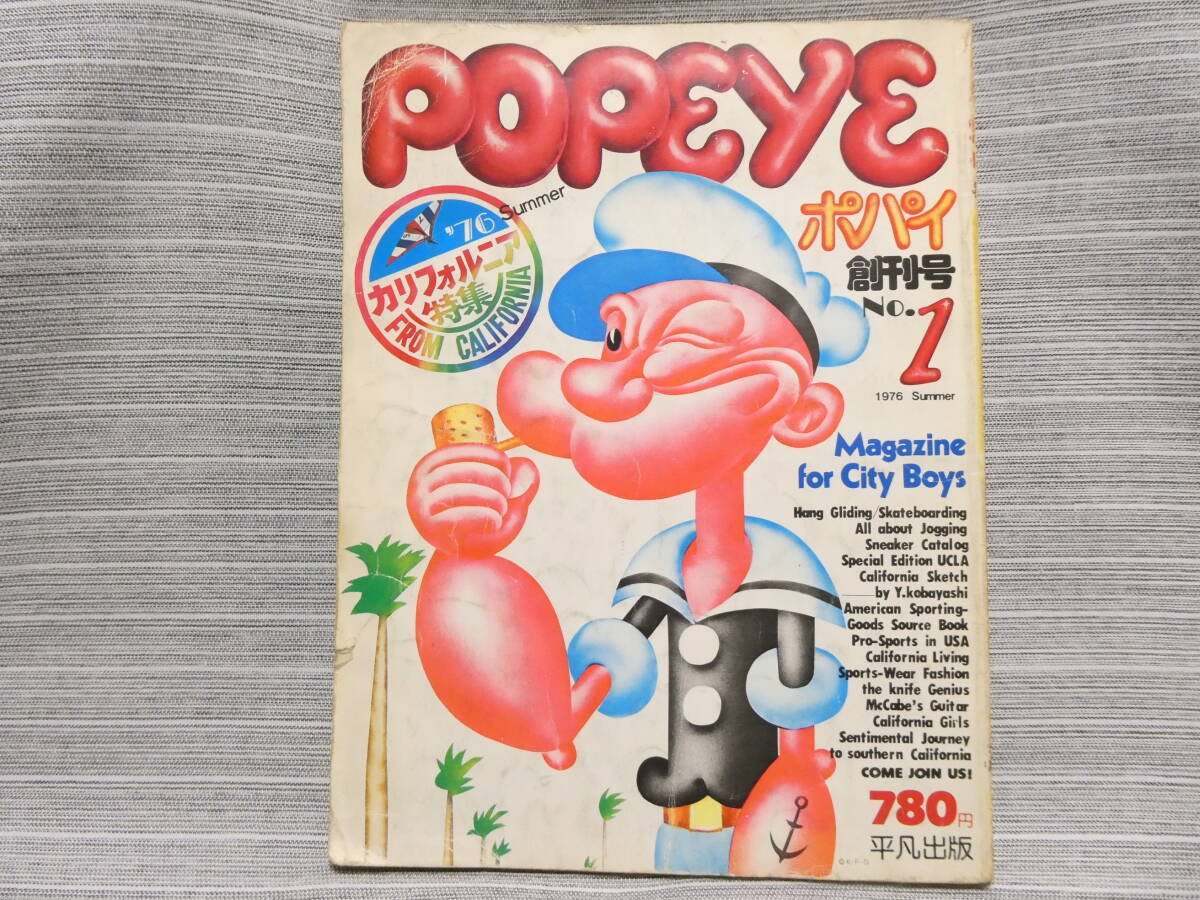 POPEYE
'76 Summer
カリフォルニア
特集
FROM CALIFORNIA
ポパイ
創刊号
No.1
1976 Summer
Magazine
for City Boys
Hang Gliding/Skateboarding
All about Jogging
Sneaker Catalog
Special Edition UCLA
California Sketch
by Y.kobayashi
American Sporting-
Goods Source Book
Pro-Sports in USA
California Living
Sports-Wear Fashion
the knife Genius
McCabe's Guitar
California Girls
Sentimental Journey
to southern California
COME JOIN US!
780円
平凡出版